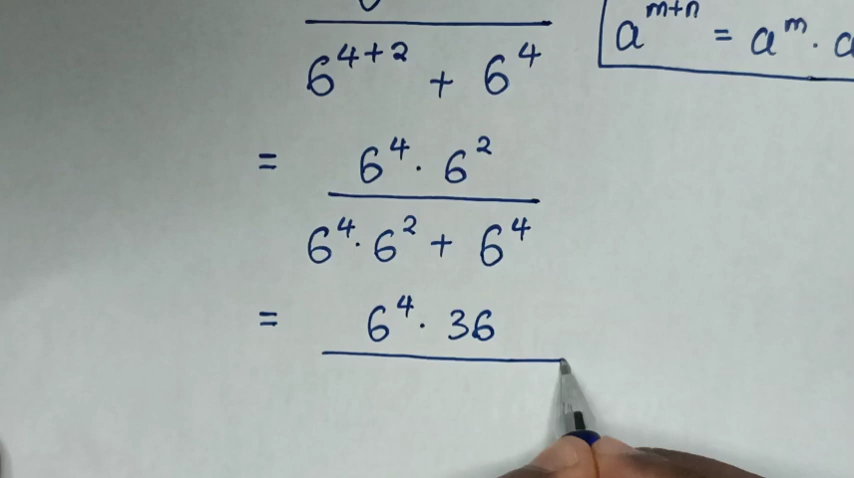 6^{4+2} + 6^4
a^{m+n} = a^m · a
= 6^4 · 6^2
6^4 · 6^2 + 6^4
= 6^4 · 36